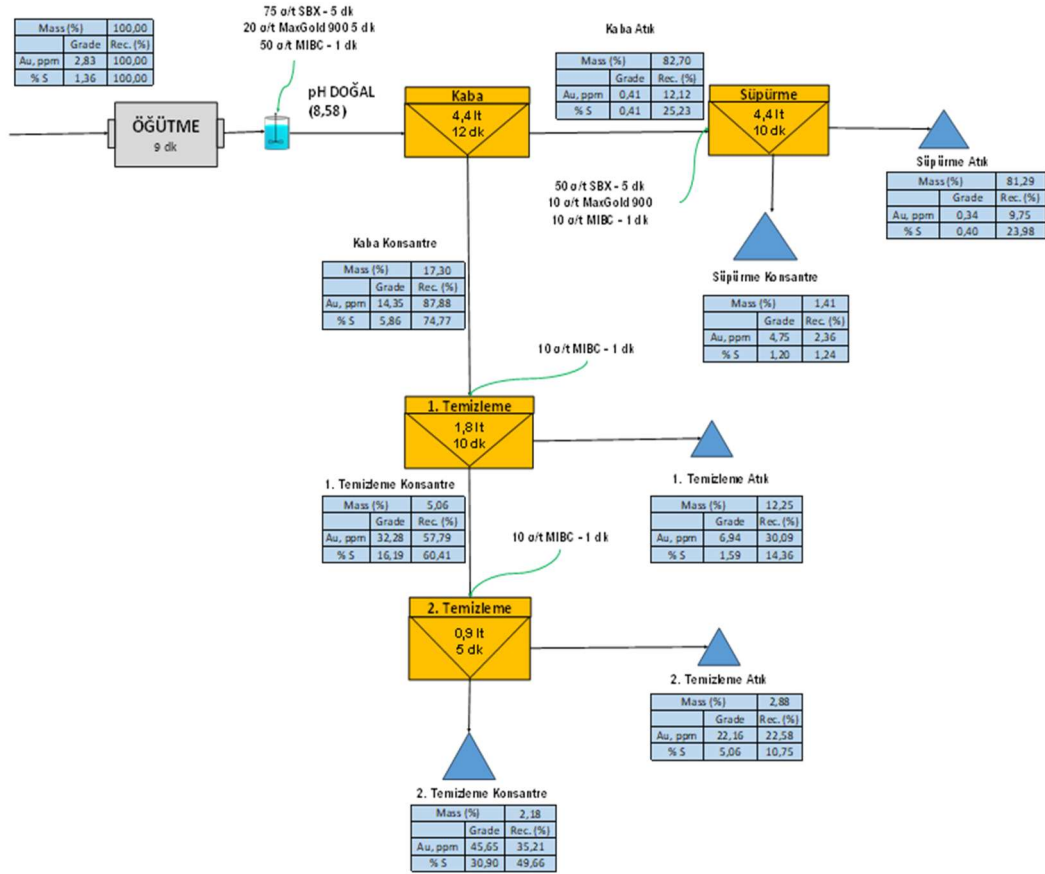 75 g/t SBX - 5 dk
20 g/t MaxGold 900 5 dk
50 g/t MIBC - 1 dk
Mass (%) 100,00
Grade Rec. (%)
Au, ppm 2,83 100,00
% S 1,36 100,00
pH DOĞAL
(8,58)
ÖĞÜTME
9 dk
Kaba
4,4 lt
12 dk
Kaba Atık
Mass (%) 82,70
Grade Rec. (%)
Au, ppm 0,41 12,12
% S 0,41 25,23
Süpürme
4,4 lt
10 dk
50 g/t SBX - 5 dk
10 g/t MaxGold 900
10 g/t MIBC - 1 dk
Süpürme Atık
Mass (%) 81,29
Grade Rec. (%)
Au, ppm 0,34 9,75
% S 0,40 23,98
Süpürme Konsantre
Mass (%) 1,41
Grade Rec. (%)
Au, ppm 4,75 2,36
% S 1,20 1,24
Kaba Konsantre
Mass (%) 17,30
Grade Rec. (%)
Au, ppm 14,35 87,88
% S 5,86 74,77
10 g/t MIBC - 1 dk
1. Temizleme
1,8 lt
10 dk
1. Temizleme Konsantre
Mass (%) 5,06
Grade Rec. (%)
Au, ppm 32,28 57,79
% S 16,19 60,41
1. Temizleme Atık
Mass (%) 12,25
Grade Rec. (%)
Au, ppm 6,94 30,09
% S 1,59 14,36
10 g/t MIBC - 1 dk
2. Temizleme
0,9 lt
5 dk
2. Temizleme Atık
Mass (%) 2,88
Grade Rec. (%)
Au, ppm 22,16 22,58
% S 5,06 10,75
2. Temizleme Konsantre
Mass (%) 2,18
Grade Rec. (%)
Au, ppm 45,65 35,21
% S 30,90 49,66